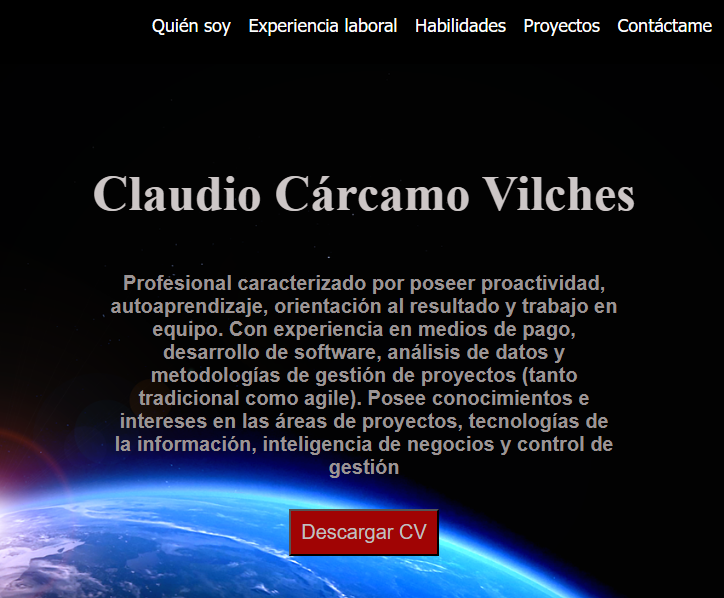 Quién soy Experiencia laboral Habilidades Proyectos Contáctame
Claudio Cárcamo Vilches
Profesional caracterizado por poseer proactividad,
autoaprendizaje, orientación al resultado y trabajo en
equipo. Con experiencia en medios de pago,
desarrollo de software, análisis de datos y
metodologías de gestión de proyectos (tanto
tradicional como agile). Posee conocimientos e
intereses en las áreas de proyectos, tecnologías de
la información, inteligencia de negocios y control de
gestión
Descargar CV